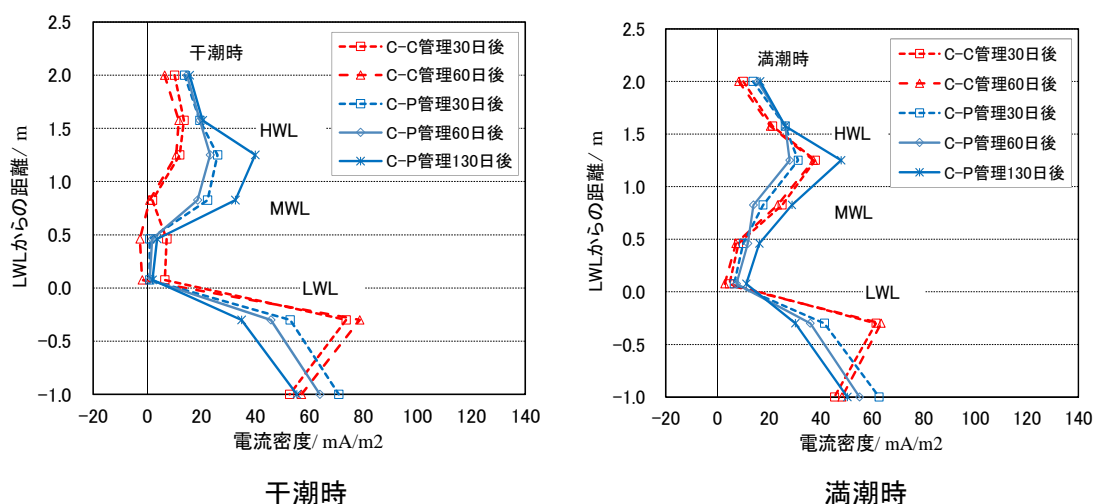 2.5
2.0
1.5
1.0
0.5
0.0
−0.5
−1.0
LWLからの距離/ m
干潮時
HWL
MWL
LWL
C-C管理30日後
C-C管理60日後
C-P管理30日後
C-P管理60日後
C-P管理130日後
−20 0 20 40 60 80 100 120 140
電流密度/ mA/m2
干潮時
2.5
2.0
1.5
1.0
0.5
0.0
−0.5
−1.0
LWLからの距離/ m
満潮時
HWL
MWL
LWL
C-C管理30日後
C-C管理60日後
C-P管理30日後
C-P管理60日後
C-P管理130日後
−20 0 20 40 60 80 100 120 140
電流密度/ mA/m2
満潮時